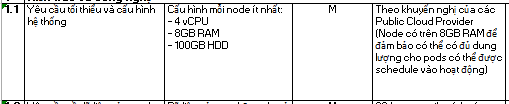 1.1
Yêu cầu tối thiểu và cấu hình
hệ thống
Cấu hình mỗi node ít nhất:
- 4 vCPU
- 8GB RAM
- 100GB HDD
M
Theo khuyến nghị của các
Public Cloud Provider
(Node có trên 8GB RAM để
đảm bảo có thể có đủ dung
lượng cho pods có thể được
schedule vào hoạt động)